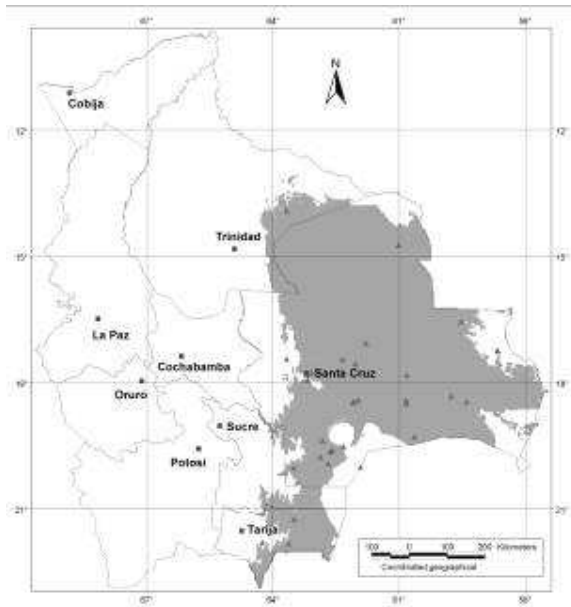 67° 64° 61° 58°
N
Cobija
12° 12°
Trinidad
15° 15°
La Paz
Cochabamba
Santa Cruz
Oruro
18° 18°
Sucre
Potosi
21° 21°
Tarija
100 0 100 200 Kilometers
Coordinates geographical
67° 64° 61° 58°